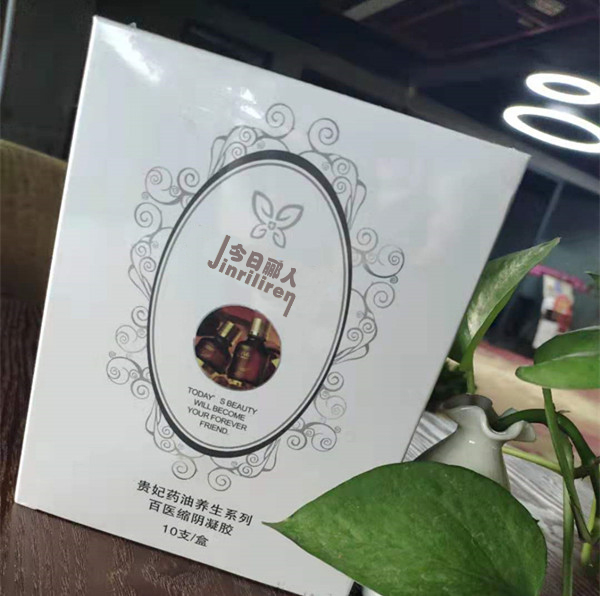 今日郦人
Jinriliren
TODAY'S BEAUTY
WILL BECOME
YOUR FOREVER
FRIEND.
贵妃药油养生系列
百医缩阴凝胶
10支/盒